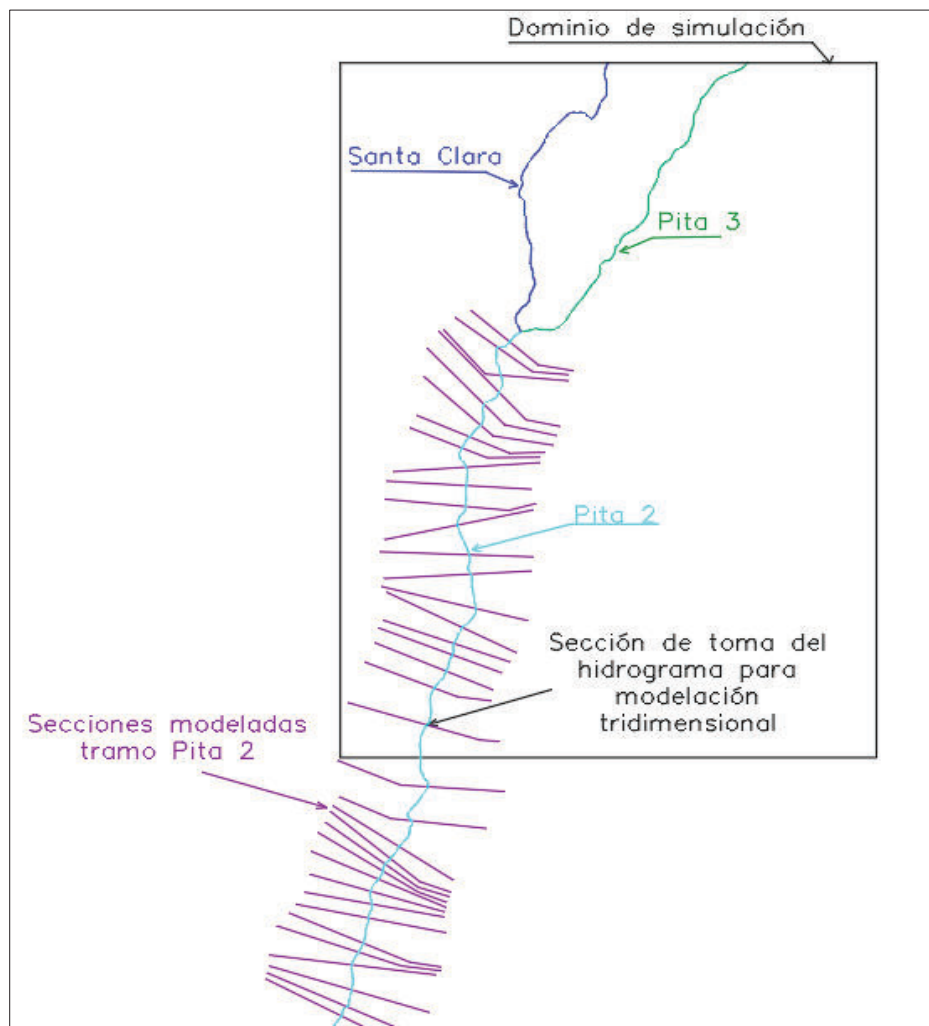 Dominio de simulación
Santa Clara
Pita 3
Pita 2
Sección de toma del
hidrograma para
modelación
tridimensional
Secciones modeladas
tramo Pita 2